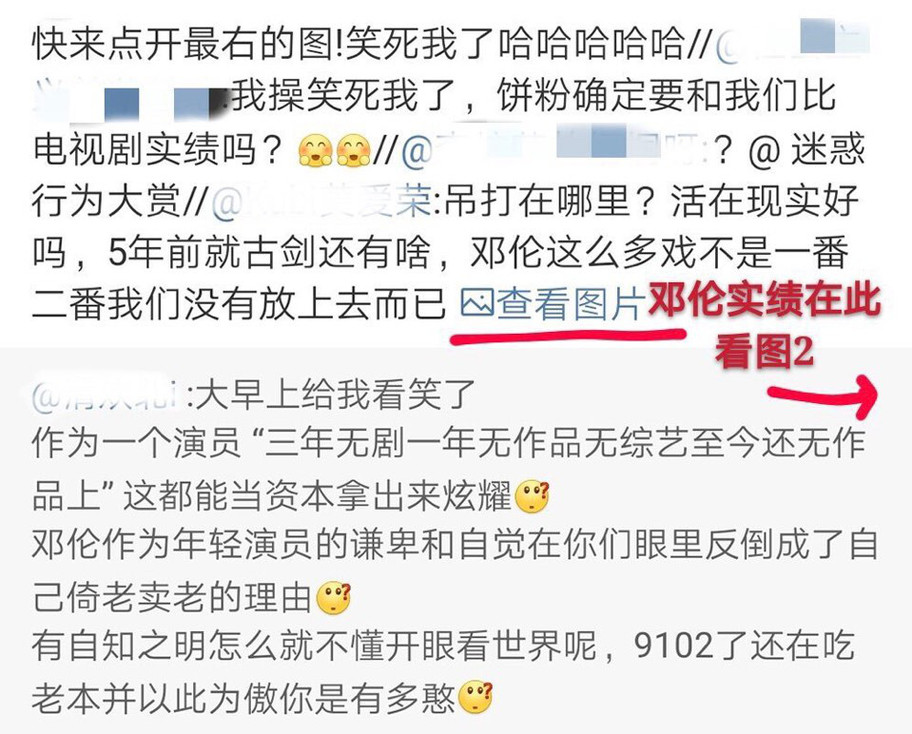 快来点开最右的图!笑死我了哈哈哈哈哈//@
:我操笑死我了，饼粉确定要和我们比
电视剧实绩吗？//@:？@ 迷惑
行为大赏//@爱荣:吊打在哪里？活在现实好
吗，5年前就古剑还有啥，邓伦这么多戏不是一番
二番我们没有放上去而已 查看图片
邓伦实绩在此
看图2
@:大早上给我看笑了
作为一个演员“三年无剧一年无作品无综艺至今还无作
品上”这都能当资本拿出来炫耀
邓伦作为年轻演员的谦卑和自觉在你们眼里反倒成了自
己倚老卖老的理由
有自知之明怎么就不懂开眼看世界呢，9102了还在吃
老本并以此为傲你是有多憨